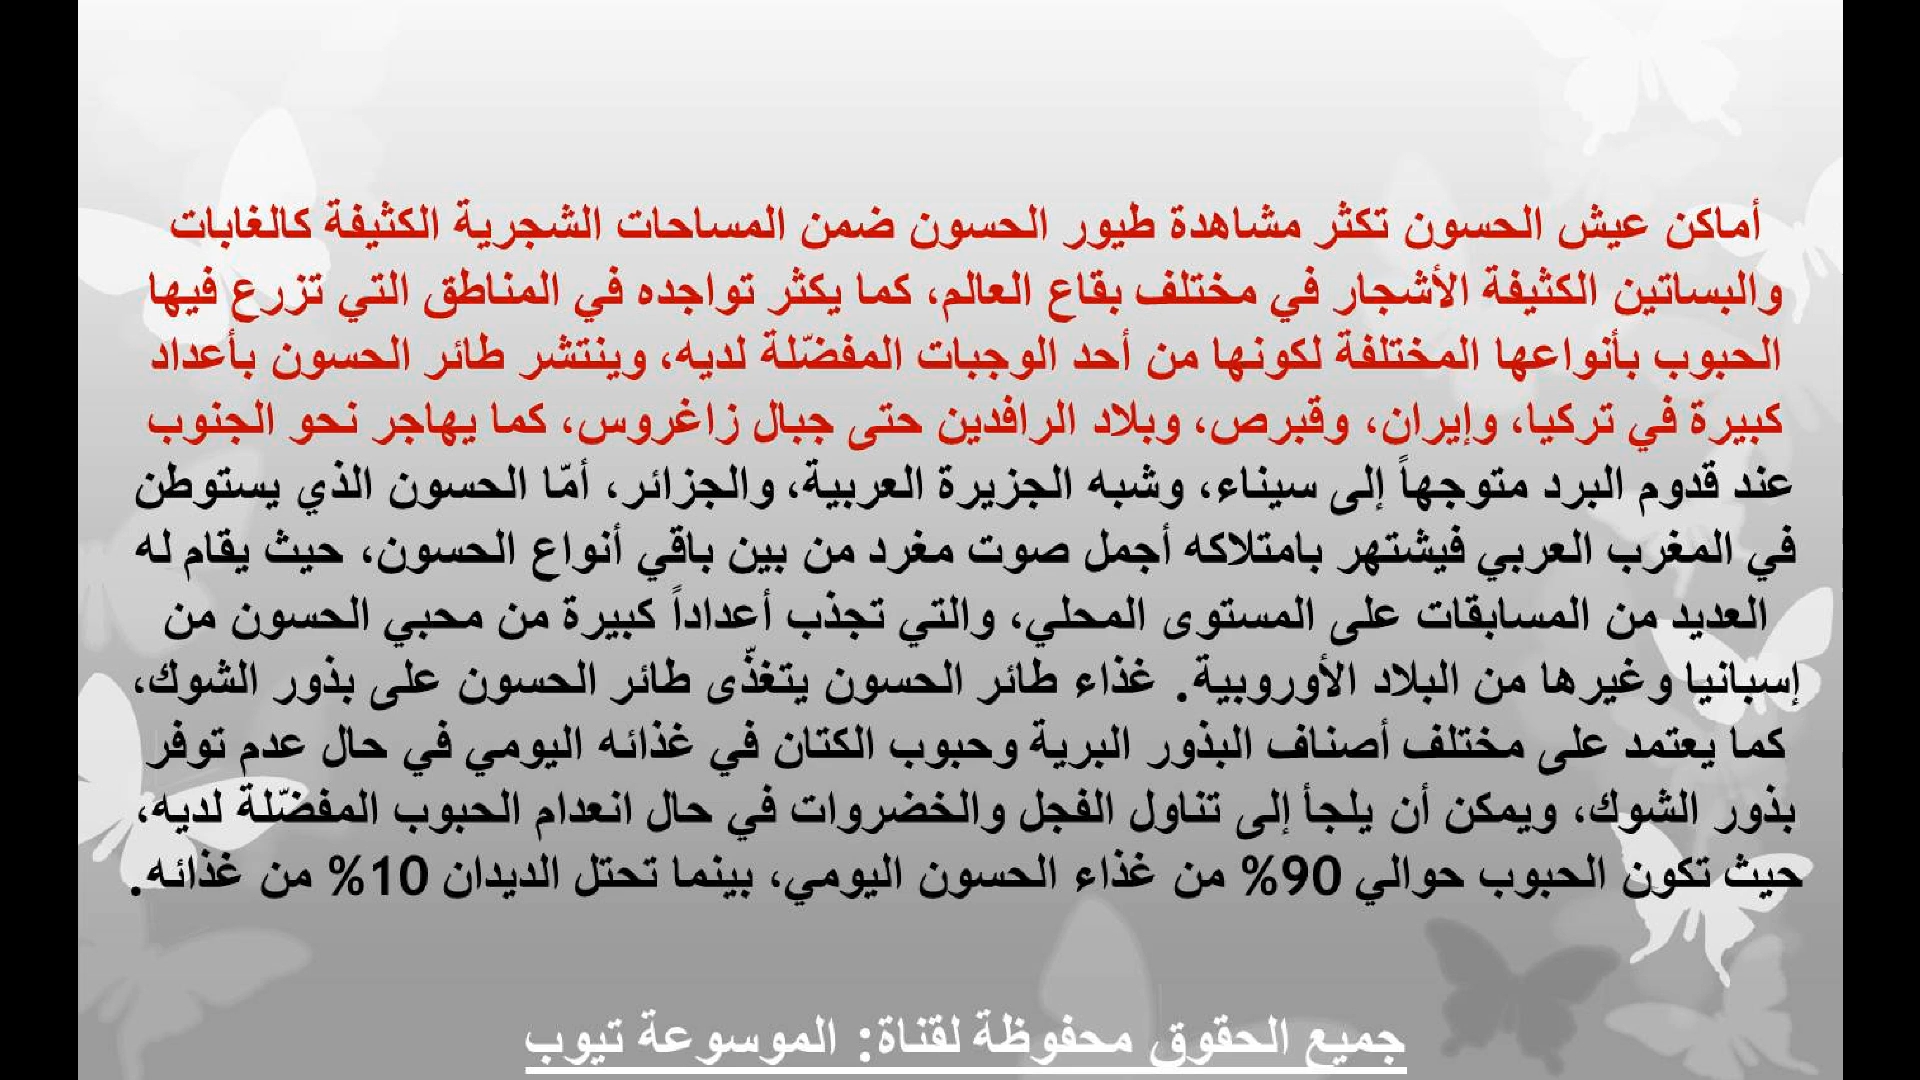 أماكن عيش الحسون تكثر مشاهدة طيور الحسون ضمن المساحات الشجرية الكثيفة كالغابات
والبساتين الكثيفة الأشجار في مختلف بقاع العالم، كما يكثر تواجده في المناطق التي تزرع فيها
الحبوب بأنواعها المختلفة لكونها من أحد الوجبات المفضّلة لديه، وينتشر طائر الحسون بأعداد
كبيرة في تركيا، وإيران، وقبرص، وبلاد الرافدين حتى جبال زاغروس، كما يهاجر نحو الجنوب
عند قدوم البرد متوجهاً إلى سيناء، وشبه الجزيرة العربية، والجزائر، أمّا الحسون الذي يستوطن
في المغرب العربي فيشتهر بامتلاكه أجمل صوت مغرد من بين باقي أنواع الحسون، حيث يقام له
العديد من المسابقات على المستوى المحلي، والتي تجذب أعداداً كبيرة من محبي الحسون من
إسبانيا وغيرها من البلاد الأوروبية. غذاء طائر الحسون يتغذّى طائر الحسون على بذور الشوك،
كما يعتمد على مختلف أصناف البذور البرية وحبوب الكتان في غذائه اليومي في حال عدم توفر
بذور الشوك، ويمكن أن يلجأ إلى تناول الفجل والخضروات في حال انعدام الحبوب المفضّلة لديه،
حيث تكون الحبوب حوالي 90% من غذاء الحسون اليومي، بينما تحتل الديدان 10% من غذائه.
جميع الحقوق محفوظة لقناة: الموسوعة تيوب